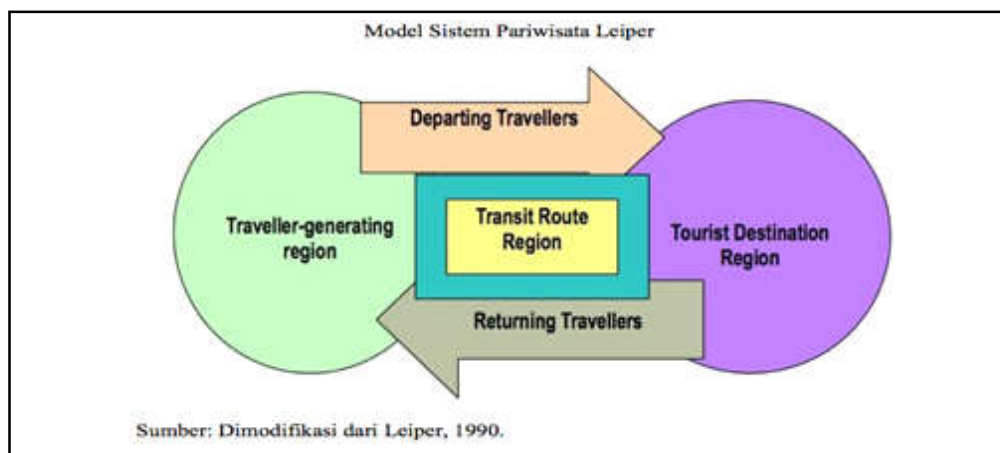 Model Sistem Pariwisata Leiper
Departing Travellers
Traveller-generating
region
Transit Route
Region
Tourist Destination
Region
Returning Travellers
Sumber: Dimodifikasi dari Leiper, 1990.